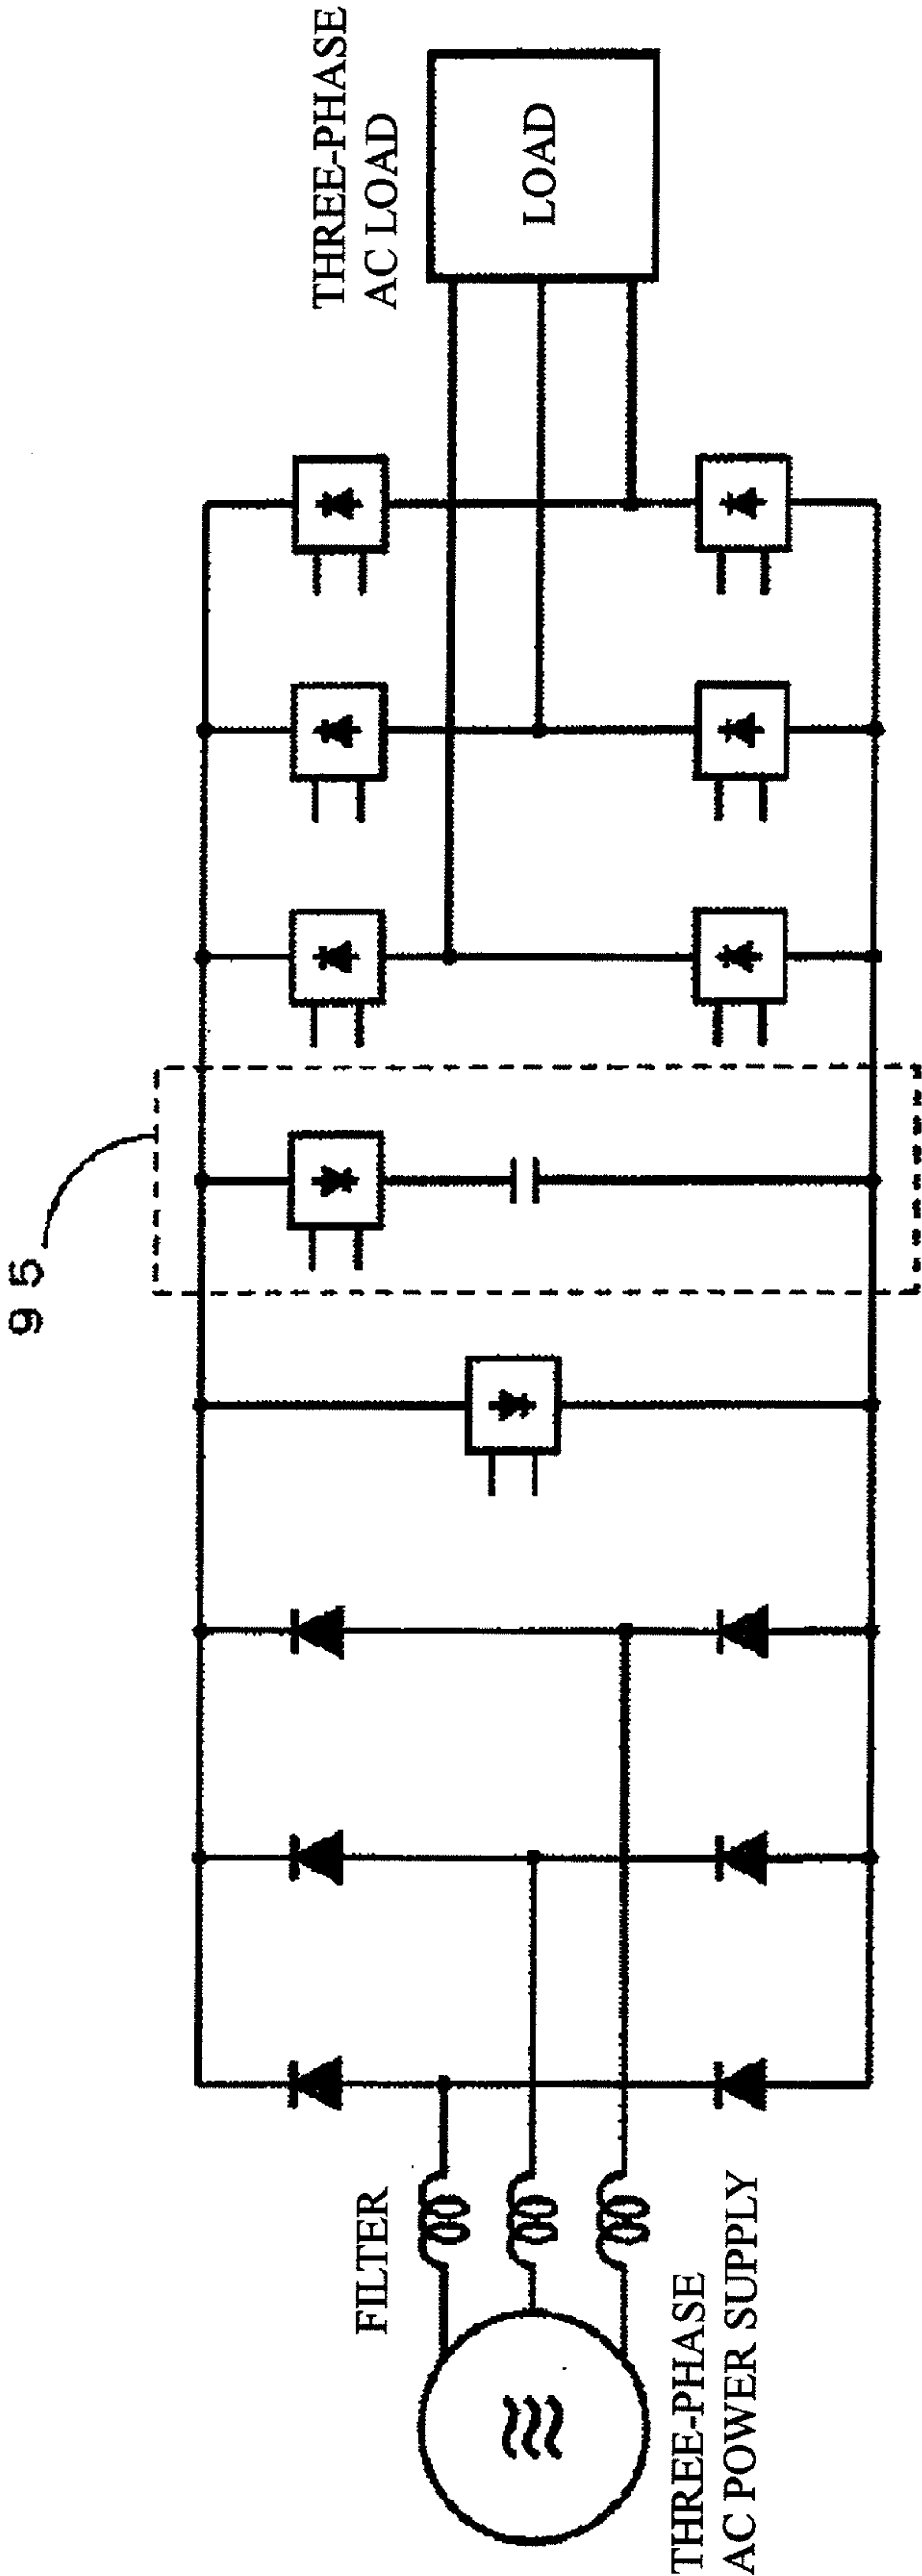 THREE-PHASE
AC POWER SUPPLY
FILTER
95
THREE-PHASE
AC LOAD
LOAD